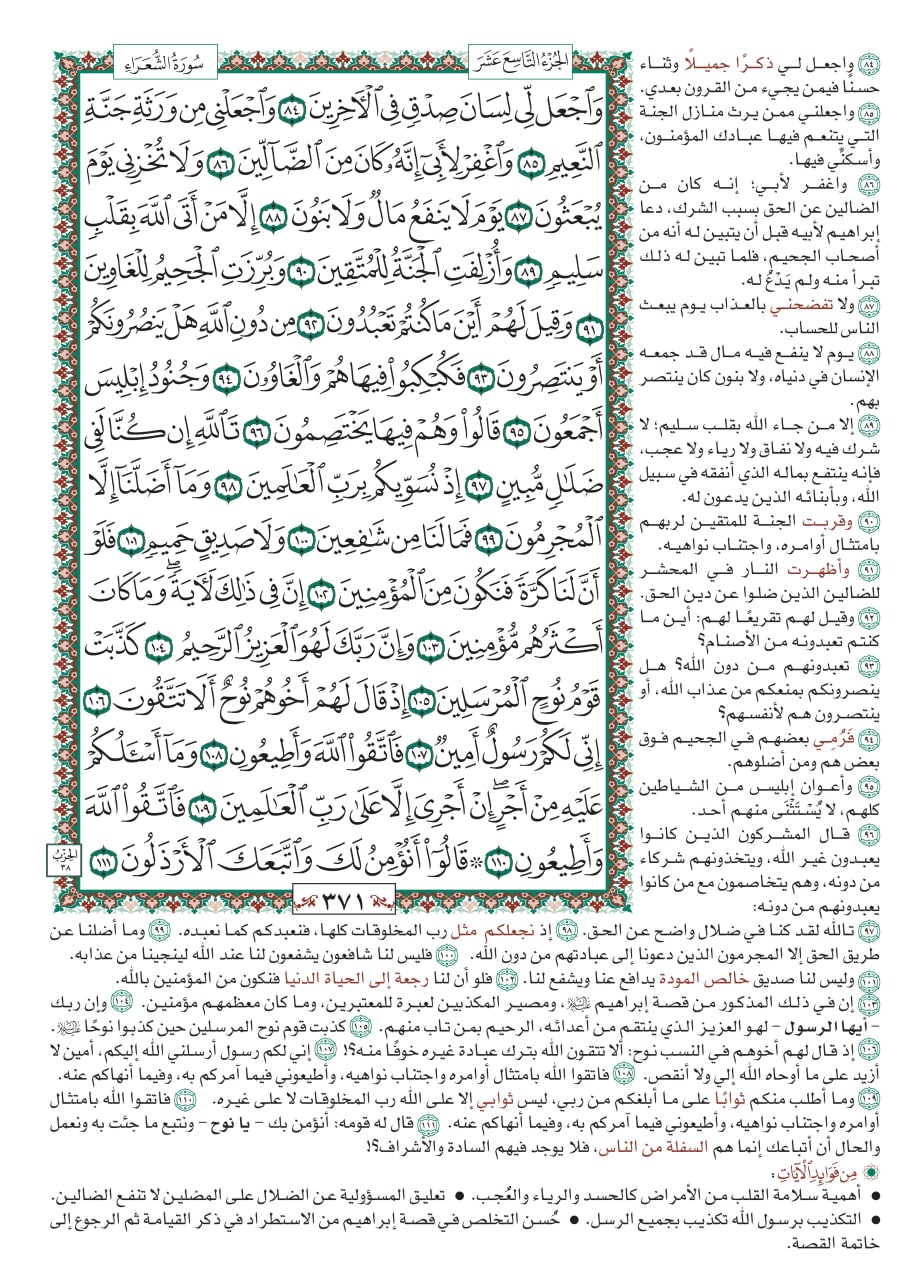 الجُزْءُ التَّاسِعَ عَشَرَ
سُورَةُ الشُّعَرَاءِ
وَٱجۡعَل لِّي لِسَانَ صِدۡقٖ فِي ٱلۡأٓخِرِينَ ٨٤ وَٱجۡعَلۡنِي مِن وَرَثَةِ جَنَّةِ
ٱلنَّعِيمِ ٨٥ وَٱغۡفِرۡ لِأَبِيٓ إِنَّهُۥ كَانَ مِنَ ٱلضَّآلِّينَ ٨٦ وَلَا تُخۡزِنِي يَوۡمَ
يُبۡعَثُونَ ٨٧ يَوۡمَ لَا يَنفَعُ مَالٞ وَلَا بَنُونَ ٨٨ إِلَّا مَنۡ أَتَى ٱللَّهَ بِقَلۡبٖ
سَلِيمٖ ٨٩ وَأُزۡلِفَتِ ٱلۡجَنَّةُ لِلۡمُتَّقِينَ ٩٠ وَبُرِّزَتِ ٱلۡجَحِيمُ لِلۡغَاوِينَ
٩١ وَقِيلَ لَهُمۡ أَيۡنَ مَا كُنتُمۡ تَعۡبُدُونَ ٩٢ مِن دُونِ ٱللَّهِ هَلۡ يَنصُرُونَكُمۡ
أَوۡ يَنتَصِرُونَ ٩٣ فَكُبۡكِبُواْ فِيهَا هُمۡ وَٱلۡغَاوُۥنَ ٩٤ وَجُنُودُ إِبۡلِيسَ
أَجۡمَعُونَ ٩٥ قَالُواْ وَهُمۡ فِيهَا يَخۡتَصِمُونَ ٩٦ تَٱللَّهِ إِن كُنَّا لَفِي
ضَلَٰلٖ مُّبِينٍ ٩٧ إِذۡ نُسَوِّيكُم بِرَبِّ ٱلۡعَٰلَمِينَ ٩٨ وَمَآ أَضَلَّنَآ إِلَّا
ٱلۡمُجۡرِمُونَ ٩٩ فَمَا لَنَا مِن شَٰفِعِينَ ١٠٠ وَلَا صَدِيقٍ حَمِيمٖ ١٠١ فَلَوۡ
أَنَّ لَنَا كَرَّةٗ فَنَكُونَ مِنَ ٱلۡمُؤۡمِنِينَ ١٠٢ إِنَّ فِي ذَٰلِكَ لَأٓيَةٗۖ وَمَا كَانَ
أَكۡثَرُهُم مُّؤۡمِنِينَ ١٠٣ وَإِنَّ رَبَّكَ لَهُوَ ٱلۡعَزِيزُ ٱلرَّحِيمُ ١٠٤ كَذَّبَتۡ
قَوۡمُ نُوحٍ ٱلۡمُرۡسَلِينَ ١٠٥ إِذۡ قَالَ لَهُمۡ أَخُوهُمۡ نُوحٌ أَلَا تَتَّقُونَ ١٠٦
إِنِّي لَكُمۡ رَسُولٌ أَمِينٞ ١٠٧ فَٱتَّقُواْ ٱللَّهَ وَأَطِيعُونِ ١٠٨ وَمَآ أَسۡـَٔلُكُمۡ
عَلَيۡهِ مِنۡ أَجۡرٍۖ إِنۡ أَجۡرِيَ إِلَّا عَلَىٰ رَبِّ ٱلۡعَٰلَمِينَ ١٠٩ فَٱتَّقُواْ ٱللَّهَ
وَأَطِيعُونِ ١١٠ ۞ قَالُوٓاْ أَنُؤۡمِنُ لَكَ وَٱتَّبَعَكَ ٱلۡأَرۡذَلُونَ ١١١
الحِزْبُ
٣٨
٣٧١
٨٤ واجعل لي ذكرًا جميلًا وثناء
حسنًا فيمن يجيء من القرون بعدي.
٨٥ واجعلني ممن يرث منازل الجنة
التي يتنعم فيها عبادك المؤمنون،
وأسكنِّي فيها.
٨٦ واغفر لأبي؛ إنه كان من
الضالين عن الحق بسبب الشرك، دعا
إبراهيم لأبيه قبل أن يتبين له أنه من
أصحاب الجحيم، فلما تبين له ذلك
تبرأ منه ولم يَدْعُ له.
٨٧ ولا تفضحني بالعذاب يوم يبعث
الناس للحساب.
٨٨ يوم لا ينفع فيه مال قد جمعه
الإنسان في دنياه، ولا بنون كان ينتصر
بهم.
٨٩ إلا من جاء الله بقلب سليم؛ لا
شرك فيه ولا نفاق ولا رياء ولا عجب،
فإنه ينتفع بماله الذي أنفقه في سبيل
الله، وبأبنائه الذين يدعون له.
٩٠ وقربت الجنة للمتقين لربهم
بامتثال أوامره، واجتناب نواهيه.
٩١ وأظهرت النار في المحشر
للضالين الذين ضلوا عن دين الحق.
٩٢ وقيل لهم تقريعًا لهم: أين ما
كنتم تعبدونه من الأصنام؟
٩٣ تعبدونهم من دون الله؟ هل
ينصرونكم بمنعكم من عذاب الله، أو
ينتصرون هم لأنفسهم؟
٩٤ فَرُمِي بعضهم في الجحيم فوق
بعض هم ومن أضلوهم.
٩٥ وأعوان إبليس من الشياطين
كلهم، لا يُسْتَثْنَى منهم أحد.
٩٦ قال المشركون الذين كانوا
يعبدون غير الله، ويتخذونهم شركاء
من دونه، وهم يتخاصمون مع من كانوا
يعبدونهم من دونه:
٩٧ تالله لقد كنا في ضلال واضح عن الحق. ٩٨ إذ نجعلكم مثل رب المخلوقات كلها، فنعبدكم كما نعبده. ٩٩ وما أضلنا عن
طريق الحق إلا المجرمون الذين دعونا إلى عبادتهم من دون الله. ١٠٠ فليس لنا شافعون يشفعون لنا عند الله لينجينا من عذابه.
١٠١ وليس لنا صديق خالص المودة يدافع عنا ويشفع لنا. ١٠٢ فلو أن لنا رجعة إلى الحياة الدنيا فنكون من المؤمنين بالله.
١٠٣ إن في ذلك المذكور من قصة إبراهيم عليه السلام، ومصير المكذبين لعبرة للمعتبرين، وما كان معظمهم مؤمنين. ١٠٤ وإن ربك
– أيها الرسول – لهو العزيز الذي ينتقم من أعدائه، الرحيم بمن تاب منهم. ١٠٥ كذبت قوم نوح المرسلين حين كذبوا نوحًا عليه السلام.
١٠٦ إذ قال لهم أخوهم في النسب نوح: ألا تتقون الله بترك عبادة غيره خوفًا منه؟! ١٠٧ إني لكم رسول أرسلني الله إليكم، أمين لا
أزيد على ما أوحاه الله إلي ولا أنقص. ١٠٨ فاتقوا الله بامتثال أوامره واجتناب نواهيه، وأطيعوني فيما آمركم به، وفيما أنهاكم عنه.
١٠٩ وما أطلب منكم ثوابًا على ما أبلغكم من ربي، ليس ثوابي إلا على الله رب المخلوقات لا على غيره. ١١٠ فاتقوا الله بامتثال
أوامره واجتناب نواهيه، وأطيعوني فيما آمركم به، وفيما أنهاكم عنه. ١١١ قال له قومه: أنؤمن بك – يا نوح – ونتبع ما جئت به ونعمل
والحال أن أتباعك إنما هم السفلة من الناس، فلا يوجد فيهم السادة والأشراف؟!
مِن فَوَائِدِ ٱلْآيَاتِ:
• أهمية سلامة القلب من الأمراض كالحسد والرياء والعُجب. • تعليق المسؤولية عن الضلال على المضلين لا تنفع الضالين.
• التكذيب برسول الله تكذيب بجميع الرسل. • حُسن التخلص في قصة إبراهيم من الاستطراد في ذكر القيامة ثم الرجوع إلى
خاتمة القصة.